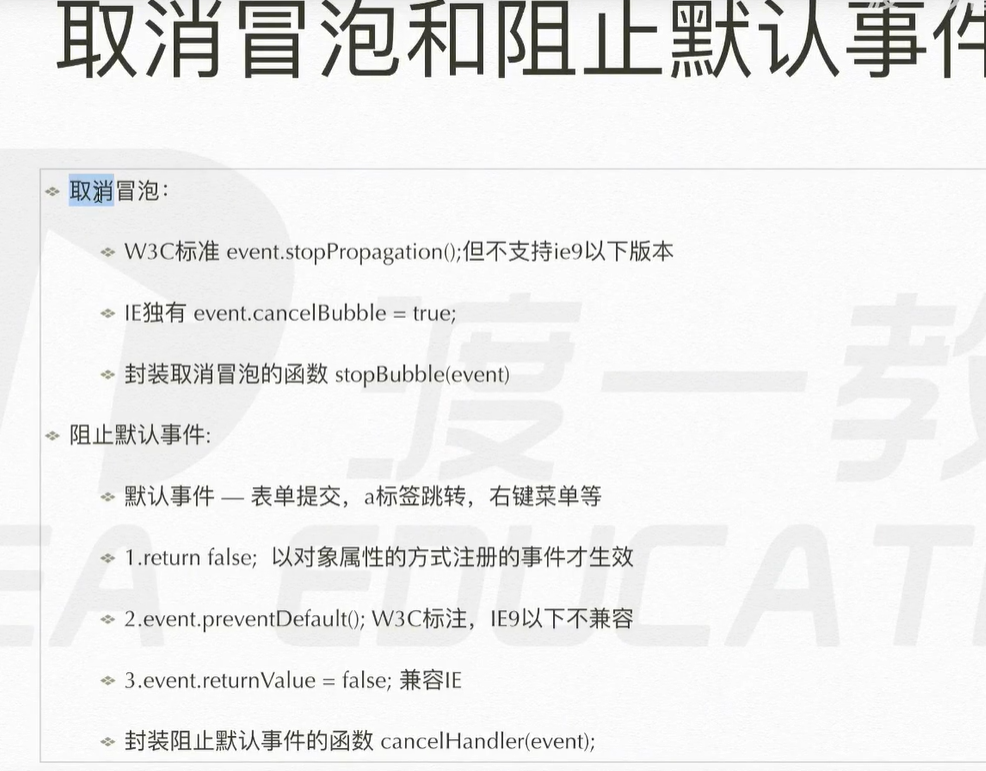 取消冒泡和阻止默认事件
取消冒泡：
W3C标准 event.stopPropagation();但不支持ie9以下版本
IE独有 event.cancelBubble = true;
封装取消冒泡的函数 stopBubble(event)
阻止默认事件:
默认事件 — 表单提交，a标签跳转，右键菜单等
1.return false; 以对象属性的方式注册的事件才生效
2.event.preventDefault(); W3C标注，IE9以下不兼容
3.event.returnValue = false; 兼容IE
封装阻止默认事件的函数 cancelHandler(event);
渡一教
EA EDUCATI